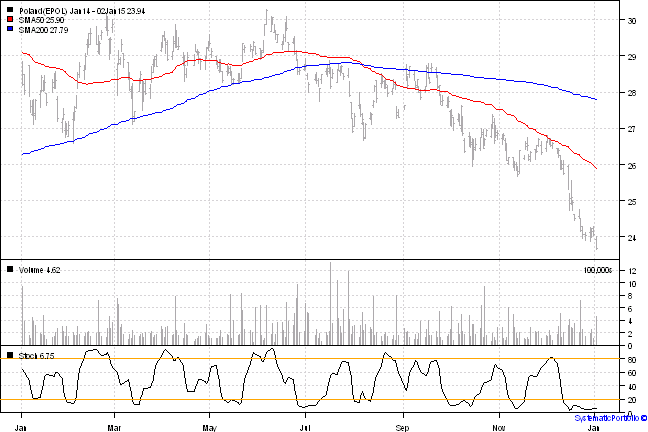 Poland(EPOL) Jan14 - 02Jan15 23.94
SMA50 25.90
SMA200 27.79
30
29
28
27
26
25
24
Volume 4.62
100,000s
12
10
8
6
4
2
0
Stoch 6.75
80
60
40
20
0
Jan
Mar
May
Jul
Sep
Nov
Jan
SystematicPortfolio ©